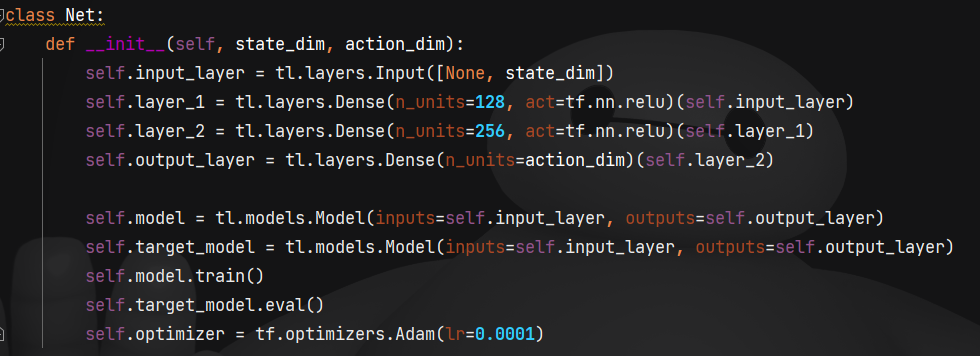 class Net:
    def __init__(self, state_dim, action_dim):
        self.input_layer = tl.layers.Input([None, state_dim])
        self.layer_1 = tl.layers.Dense(n_units=128, act=tf.nn.relu)(self.input_layer)
        self.layer_2 = tl.layers.Dense(n_units=256, act=tf.nn.relu)(self.layer_1)
        self.output_layer = tl.layers.Dense(n_units=action_dim)(self.layer_2)

        self.model = tl.models.Model(inputs=self.input_layer, outputs=self.output_layer)
        self.target_model = tl.models.Model(inputs=self.input_layer, outputs=self.output_layer)
        self.model.train()
        self.target_model.eval()
        self.optimizer = tf.optimizers.Adam(lr=0.0001)